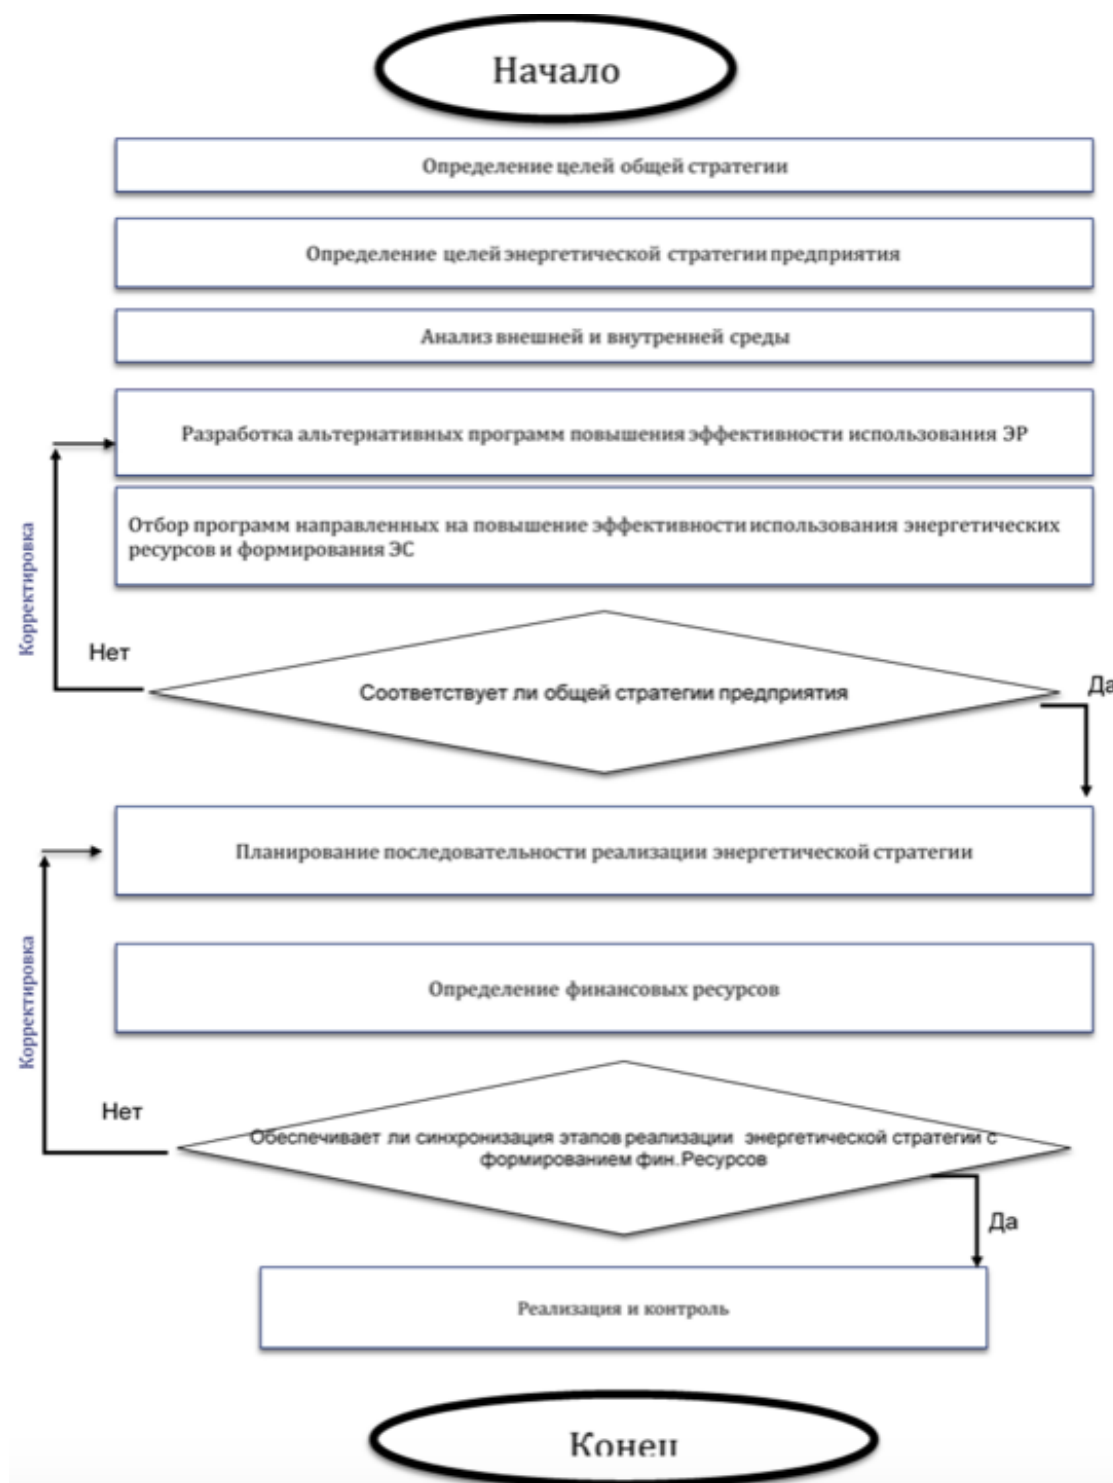 Начало
Определение целей общей стратегии
Определение целей энергетической стратегии предприятия
Анализ внешней и внутренней среды
Разработка альтернативных программ повышения эффективности использования ЭР
Отбор программ направленных на повышение эффективности использования энергетических
ресурсов и формирования ЭС
Корректировка
Нет
Соответствует ли общей стратегии предприятия
Да
Планирование последовательности реализации энергетической стратегии
Корректировка
Определение финансовых ресурсов
Нет
Обеспечивает ли синхронизация этапов реализации энергетической стратегии с
формированием фин.Ресурсов
Да
Реализация и контроль
Конец